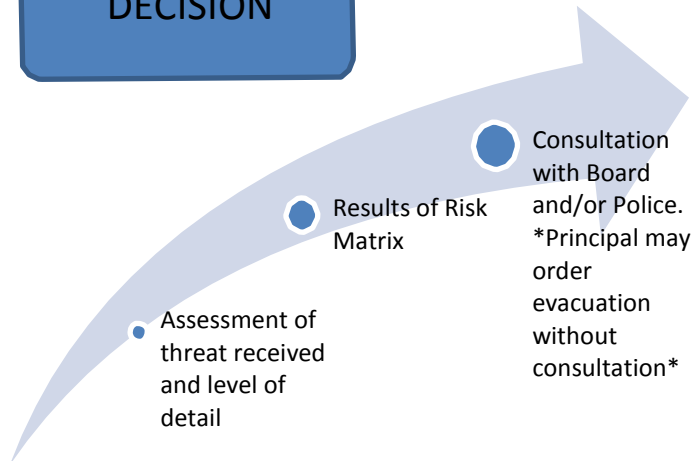 DECISION
Consultation
with Board
and/or Police.
*Principal may
order
evacuation
without
consultation*
Results of Risk
Matrix
Assessment of
threat received
and level of
detail